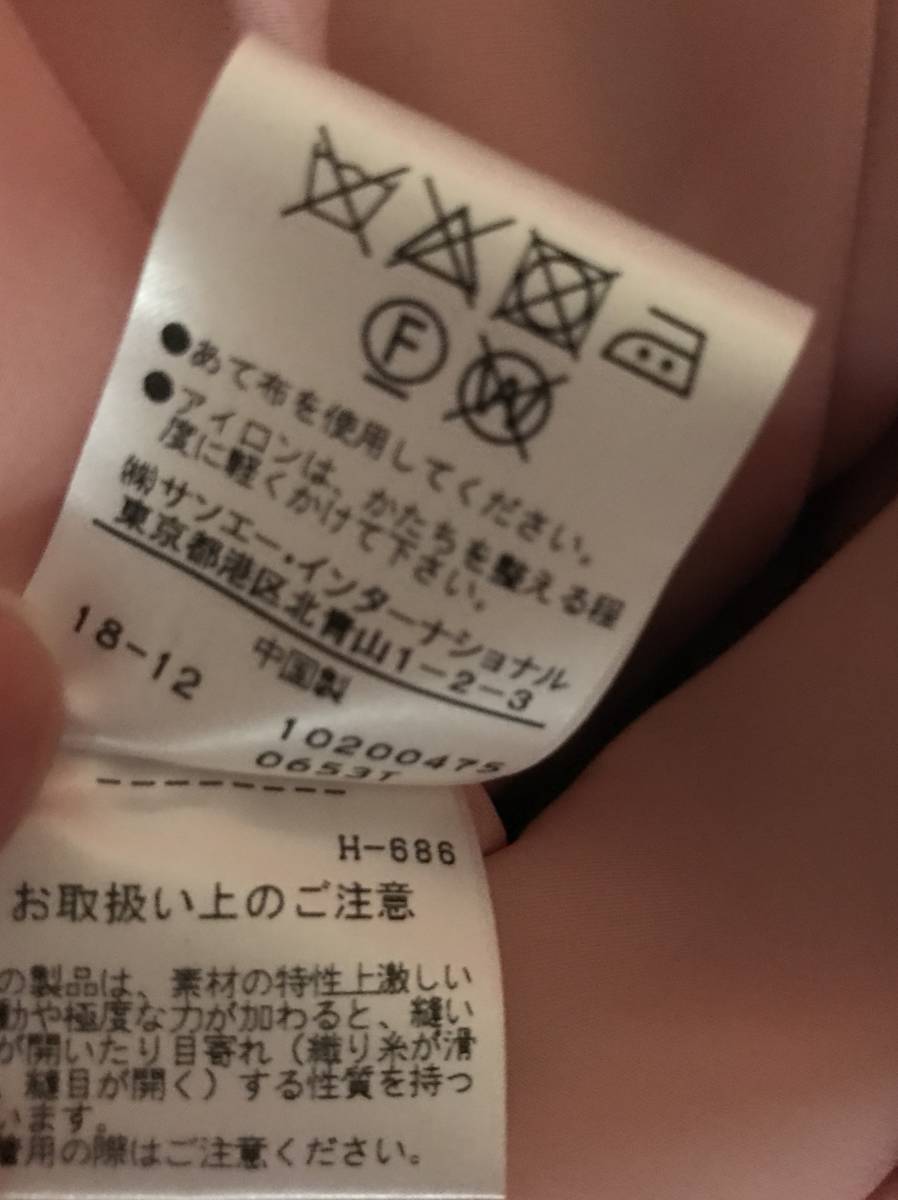 F W
●あて布を使用してください。
●アイロンは、かたちを整える程
度に軽くかけて下さい。
㈱サンエー・インターナショナル
東京都港区北青山1-2-3
中国製
18-12
10200475
0653T
H-686
お取扱い上のご注意
の製品は、素材の特性上激しい
動や極度な力が加わると、縫い
が開いたり目寄れ（織り糸が滑
、縫目が開く）する性質を持っ
います。
着用の際はご注意ください。